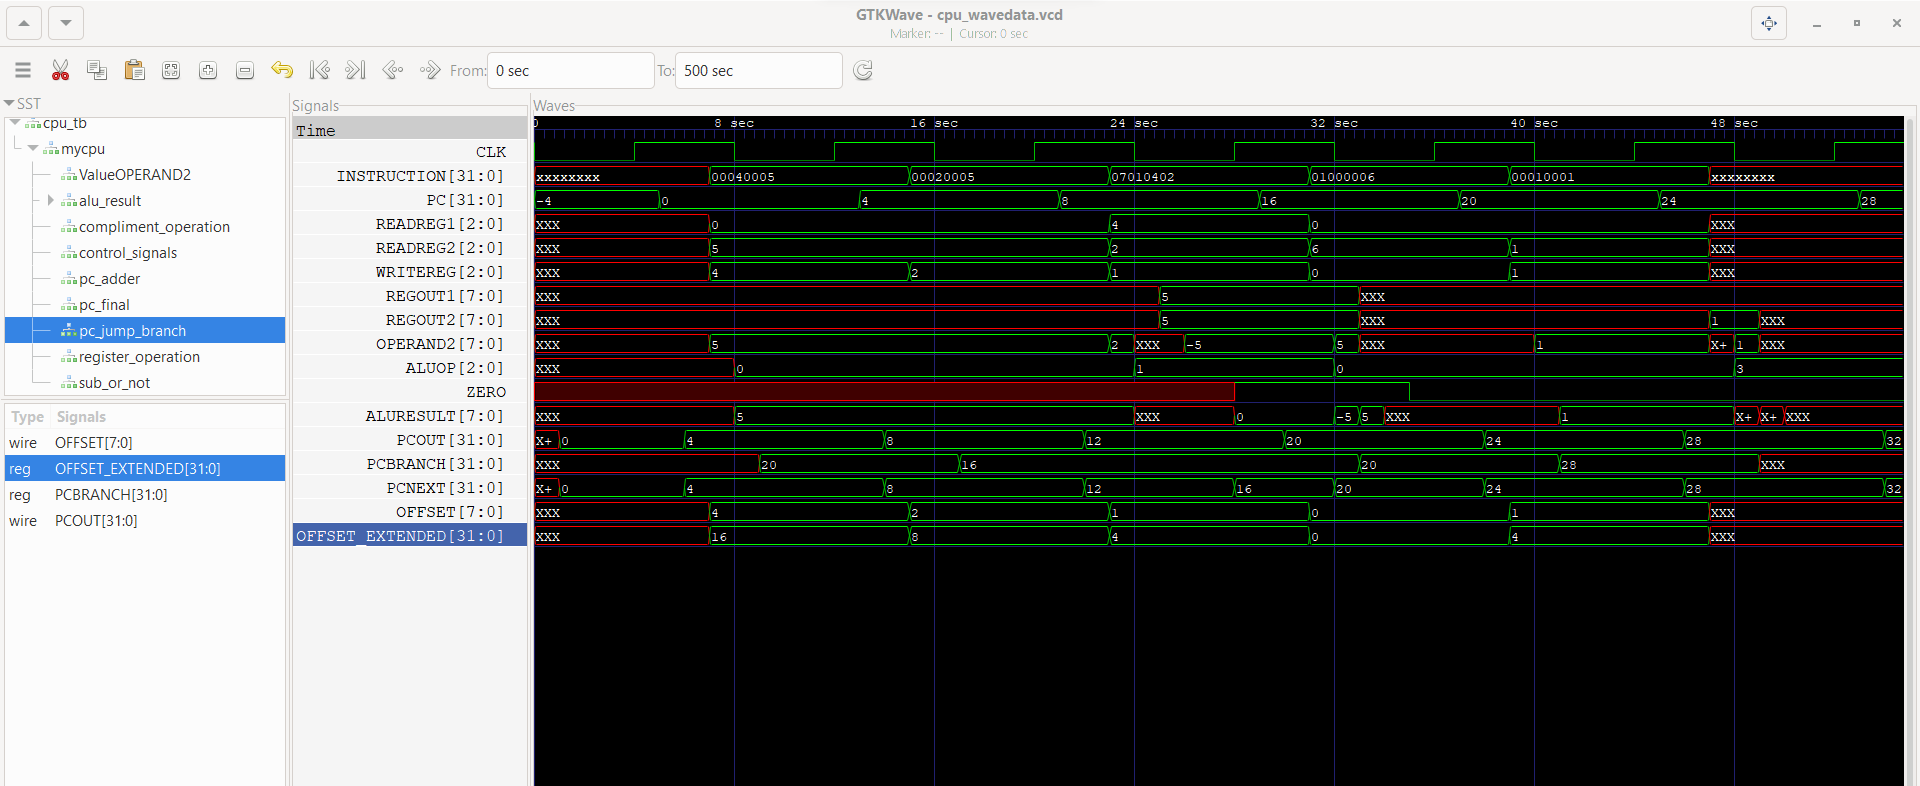 GTKWave - cpu_wavedata.vcd
Marker: -- | Cursor: 0 sec
From: 0 sec To: 500 sec
SST
cpu_tb
mycpu
ValueOPERAND2
alu_result
compliment_operation
control_signals
pc_adder
pc_final
pc_jump_branch
register_operation
sub_or_not
Type Signals
wire OFFSET[7:0]
reg OFFSET_EXTENDED[31:0]
reg PCBRANCH[31:0]
wire PCOUT[31:0]
Signals
Waves
Time 0 8 sec 16 sec 24 sec 32 sec 40 sec 48 sec
CLK
INSTRUCTION[31:0] xxxxxxxx 00040005 00020005 07010402 01000006 00010001 xxxxxxxx
PC[31:0] -4 0 4 8 16 20 24 28
READREG1[2:0] xxx 0 4 0 xxx
READREG2[2:0] xxx 5 2 6 1 xxx
WRITEREG[2:0] xxx 4 2 1 0 1 xxx
REGOUT1[7:0] xxx 5 xxx
REGOUT2[7:0] xxx 5 xxx 1 xxx
OPERAND2[7:0] xxx 5 2 xxx -5 5 xxx 1 X+ 1 xxx
ALUOP[2:0] xxx 0 1 0 3
ZERO
ALURESULT[7:0] xxx 5 xxx 0 -5 5 xxx 1 X+ X+ xxx
PCOUT[31:0] X+ 0 4 8 12 20 24 28 32
PCBRANCH[31:0] xxx 20 16 20 28 xxx
PCNEXT[31:0] X+ 0 4 8 12 16 20 24 28 32
OFFSET[7:0] xxx 4 2 1 0 1 xxx
OFFSET_EXTENDED[31:0] xxx 16 8 4 0 4 xxx